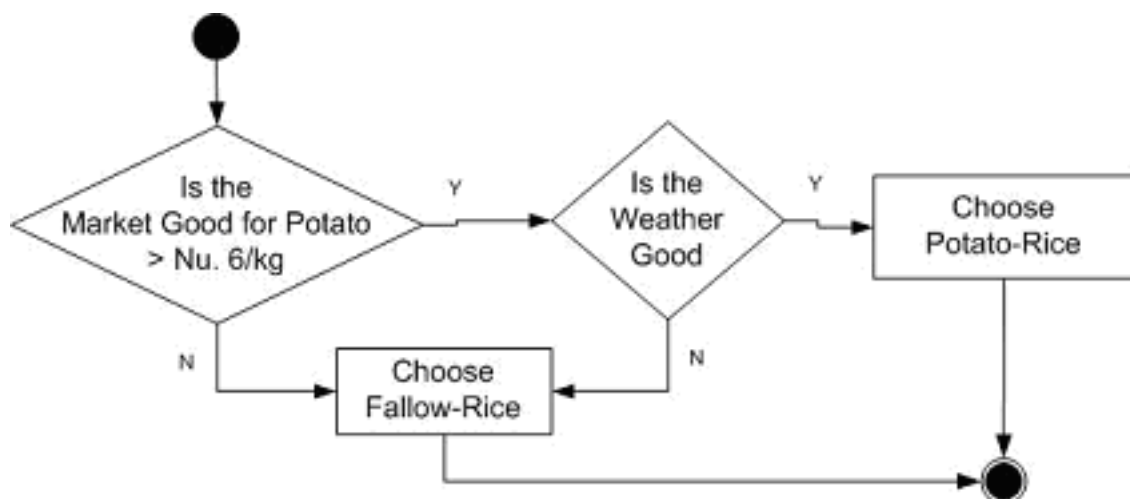 Is the
Market Good for Potato
> Nu. 6/kg
Y
Is the
Weather
Good
Y
Choose
Potato-Rice
N
Choose
Fallow-Rice
N